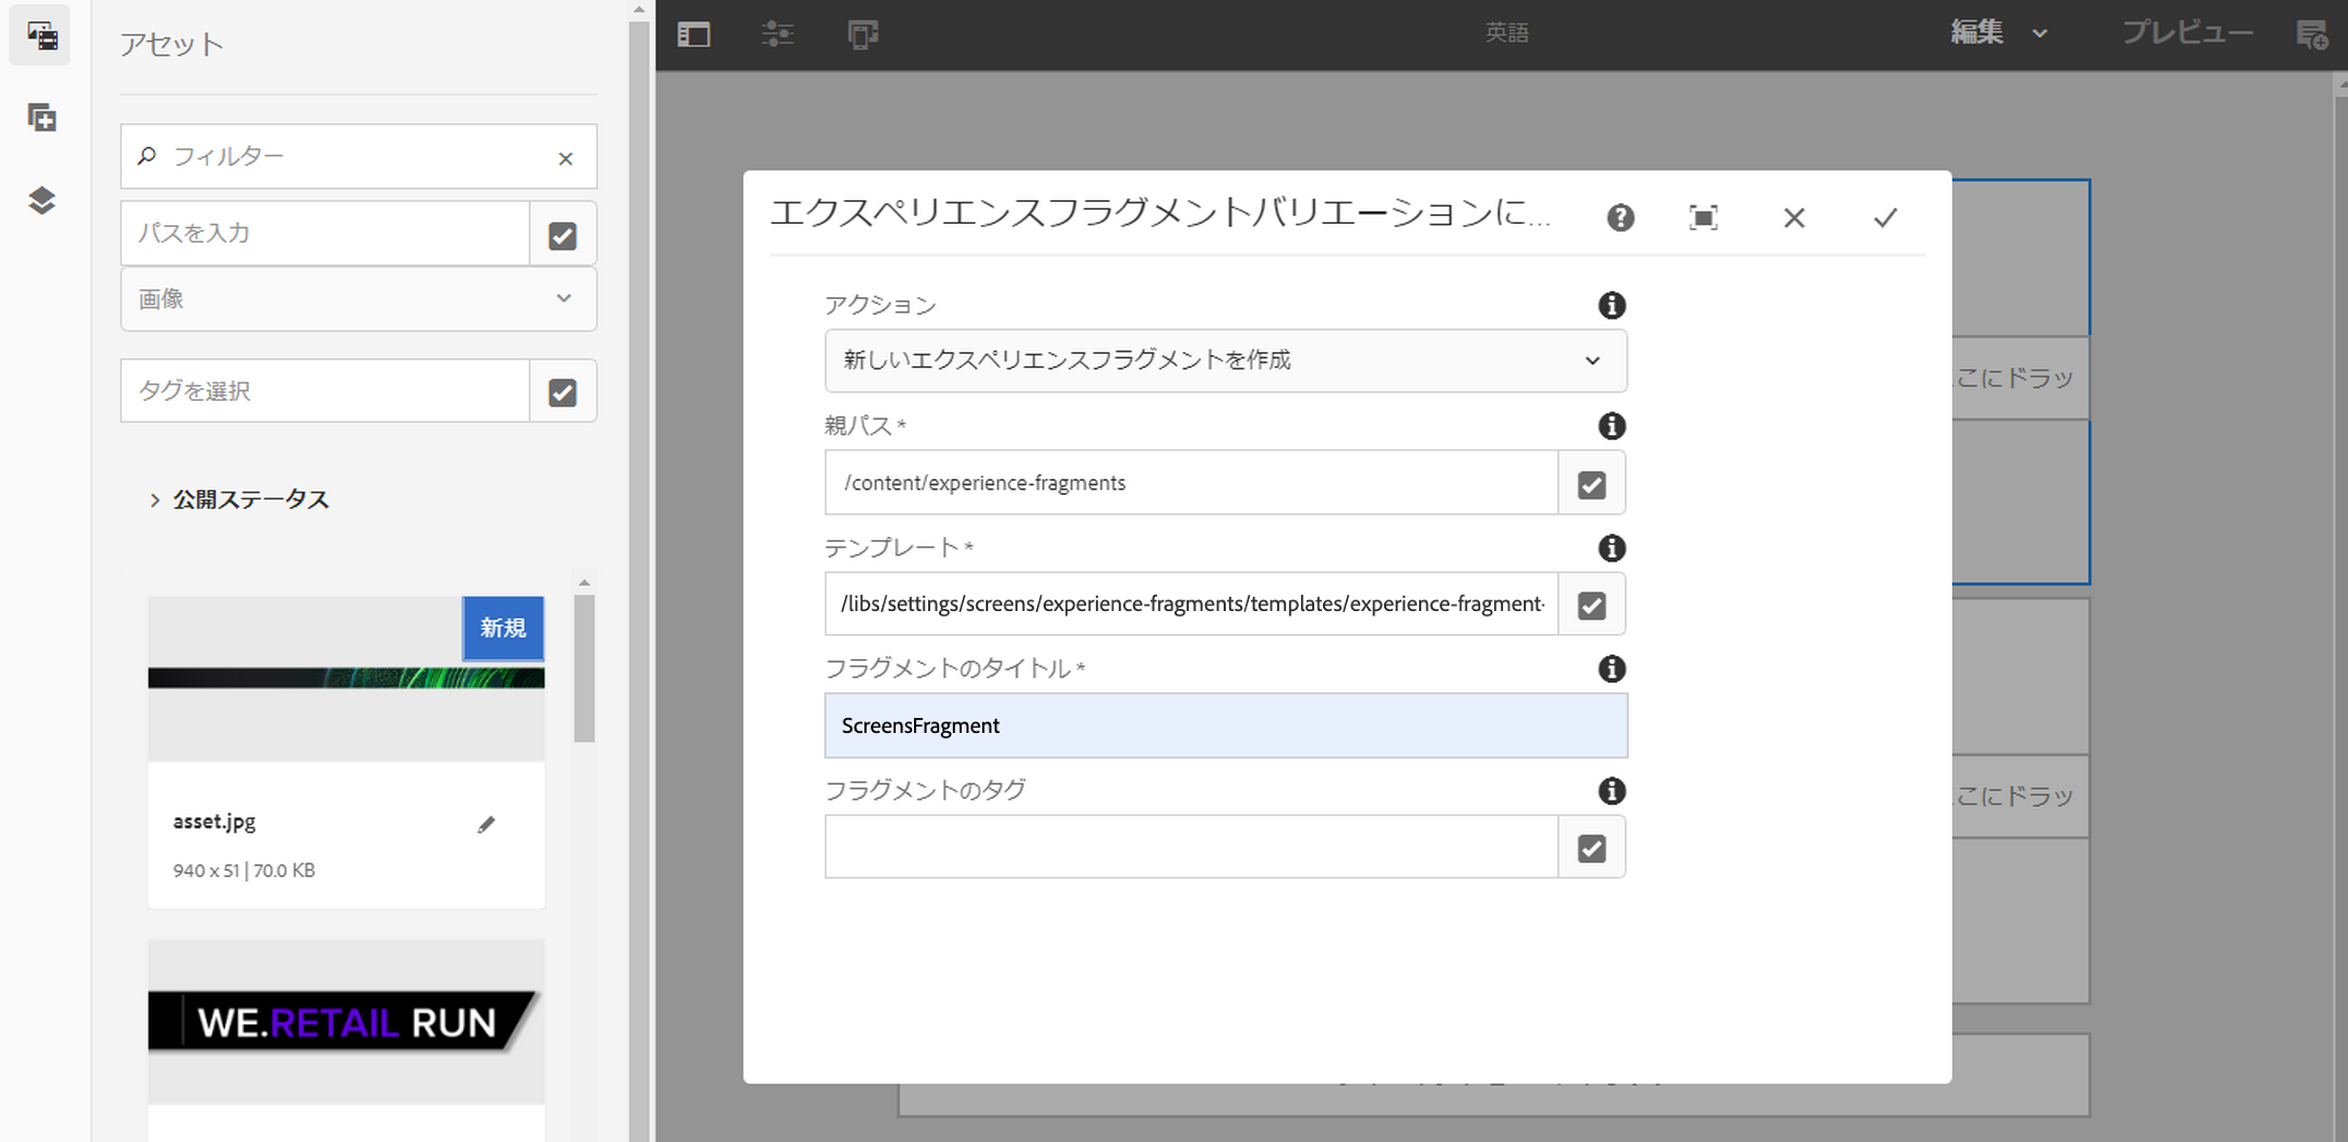 アセット
フィルター
パスを入力
画像
タグを選択
公開ステータス
新規
asset.jpg
940 x 51 | 70.0 KB
WE.RETAIL RUN
英語
編集
プレビュー
エクスペリエンスフラグメントバリエーションに...
アクション
新しいエクスペリエンスフラグメントを作成
親パス *
/content/experience-fragments
テンプレート *
/libs/settings/screens/experience-fragments/templates/experience-fragment-
フラグメントのタイトル *
ScreensFragment
フラグメントのタグ
こにドラッ
こにドラッ